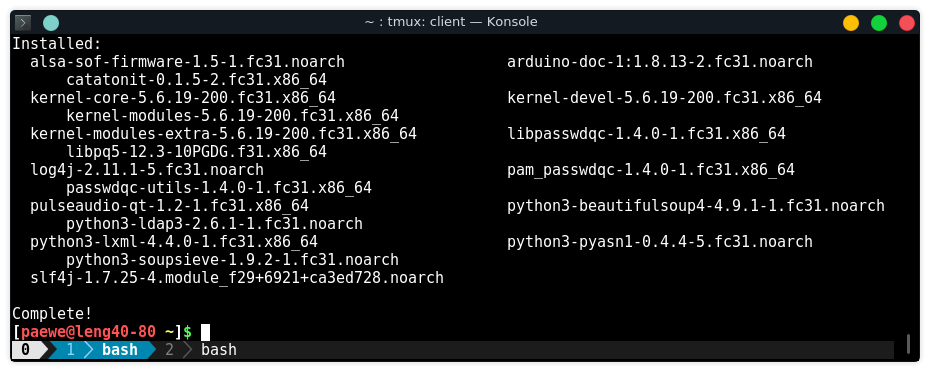 ~ : tmux: client — Konsole
Installed:
alsa-sof-firmware-1.5-1.fc31.noarch arduino-doc-1:1.8.13-2.fc31.noarch
catatonit-0.1.5-2.fc31.x86_64
kernel-core-5.6.19-200.fc31.x86_64 kernel-devel-5.6.19-200.fc31.x86_64
kernel-modules-5.6.19-200.fc31.x86_64
kernel-modules-extra-5.6.19-200.fc31.x86_64 libpasswdqc-1.4.0-1.fc31.x86_64
libpq5-12.3-10PGDG.f31.x86_64
log4j-2.11.1-5.fc31.noarch pam_passwdqc-1.4.0-1.fc31.x86_64
passwdqc-utils-1.4.0-1.fc31.x86_64
pulseaudio-qt-1.2-1.fc31.x86_64 python3-beautifulsoup4-4.9.1-1.fc31.noarch
python3-ldap3-2.6.1-1.fc31.noarch
python3-lxml-4.4.0-1.fc31.x86_64 python3-pyasn1-0.4.4-5.fc31.noarch
python3-soupsieve-1.9.2-1.fc31.noarch
slf4j-1.7.25-4.module_f29+6921+ca3ed728.noarch
Complete!
[paewe@leng40-80 ~]$
0 1 bash 2 bash